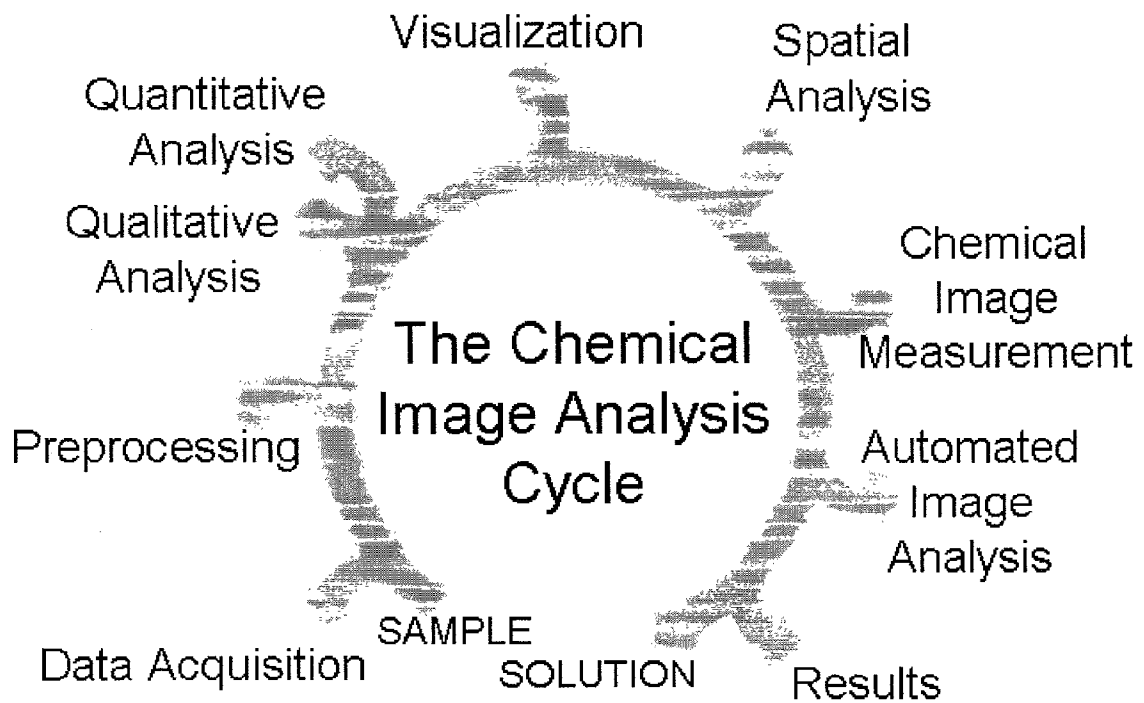 Visualization
Spatial
Analysis
Quantitative
Analysis
Qualitative
Analysis
Chemical
Image
Measurement
The Chemical
Image Analysis
Cycle
Preprocessing
Automated
Image
Analysis
SAMPLE
Data Acquisition
SOLUTION
Results